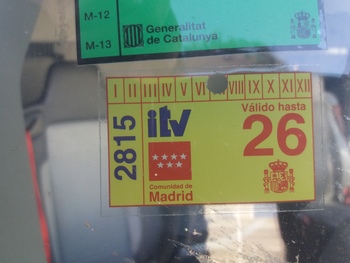 M-12
M-13
Generalitat
de Catalunya
I II III IV V VI VIII IX X XI XII
2815
itv
Válido hasta
26
Comunidad de
Madrid